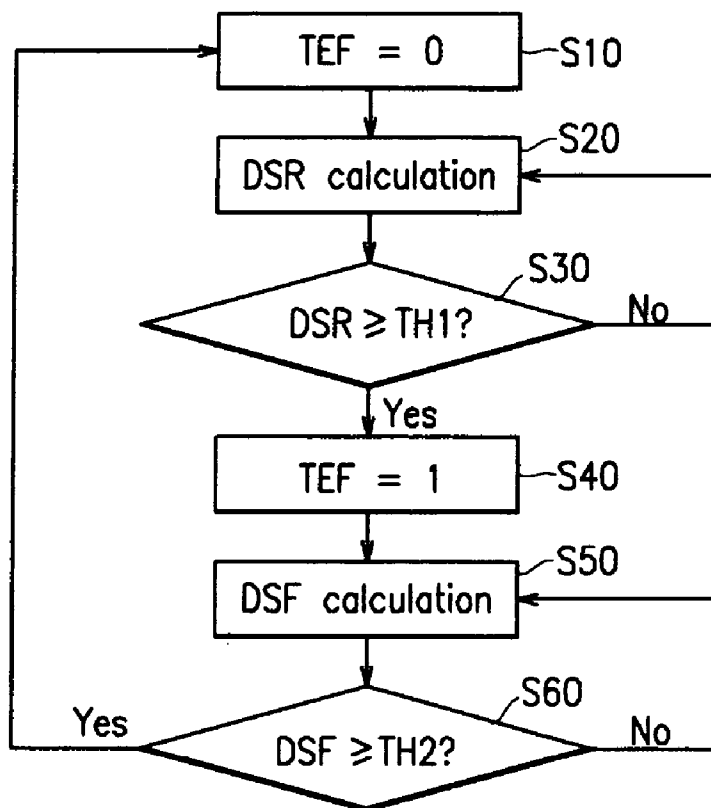 TEF = 0
S10
S20
DSR calculation
S30
DSR ≥ TH1?
No
Yes
TEF = 1
S40
S50
DSF calculation
S60
Yes
DSF ≥ TH2?
No